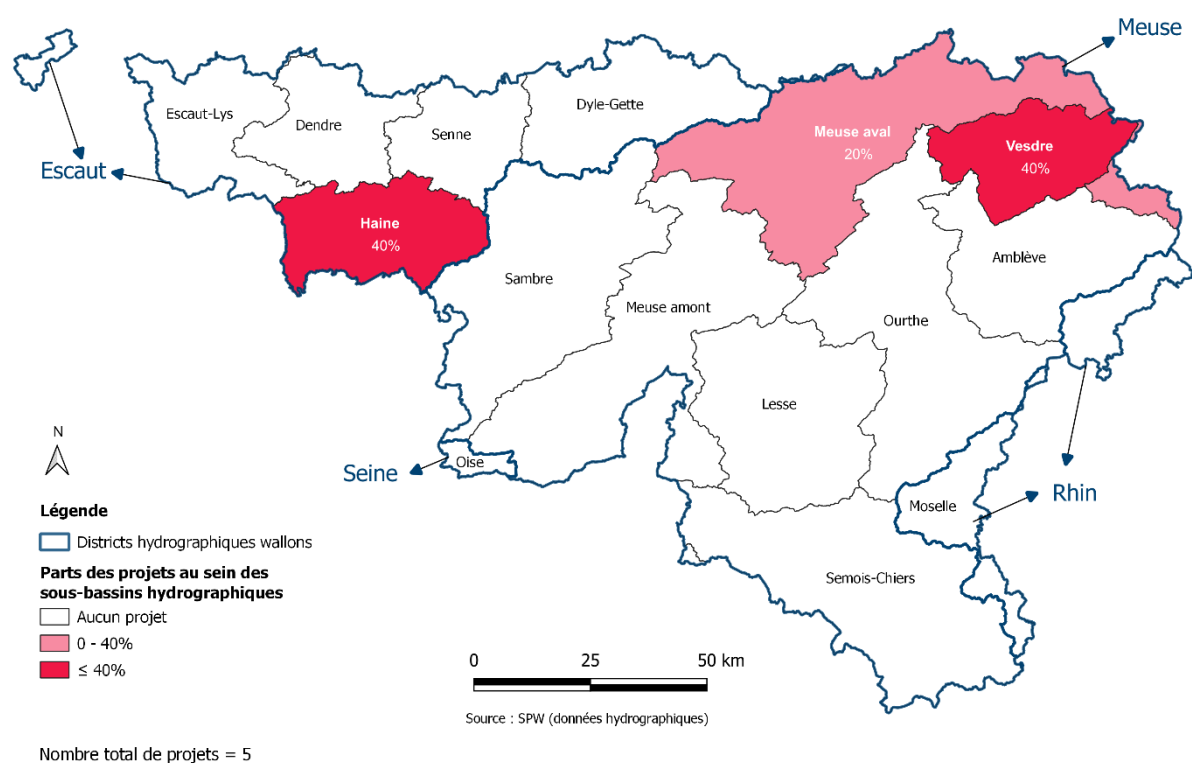 Meuse
Escaut-Lys
Dendre
Senne
Dyle-Gette
Meuse aval
20%
Vesdre
40%
Escaut
Haine
40%
Sambre
Meuse amont
Ourthe
Amblève
Lesse
N
Seine
Oise
Moselle
Rhin
Semois-Chiers
Légende
Districts hydrographiques wallons
Parts des projets au sein des
sous-bassins hydrographiques
Aucun projet
0 - 40%
≤ 40%
0 25 50 km
Source : SPW (données hydrographiques)
Nombre total de projets = 5